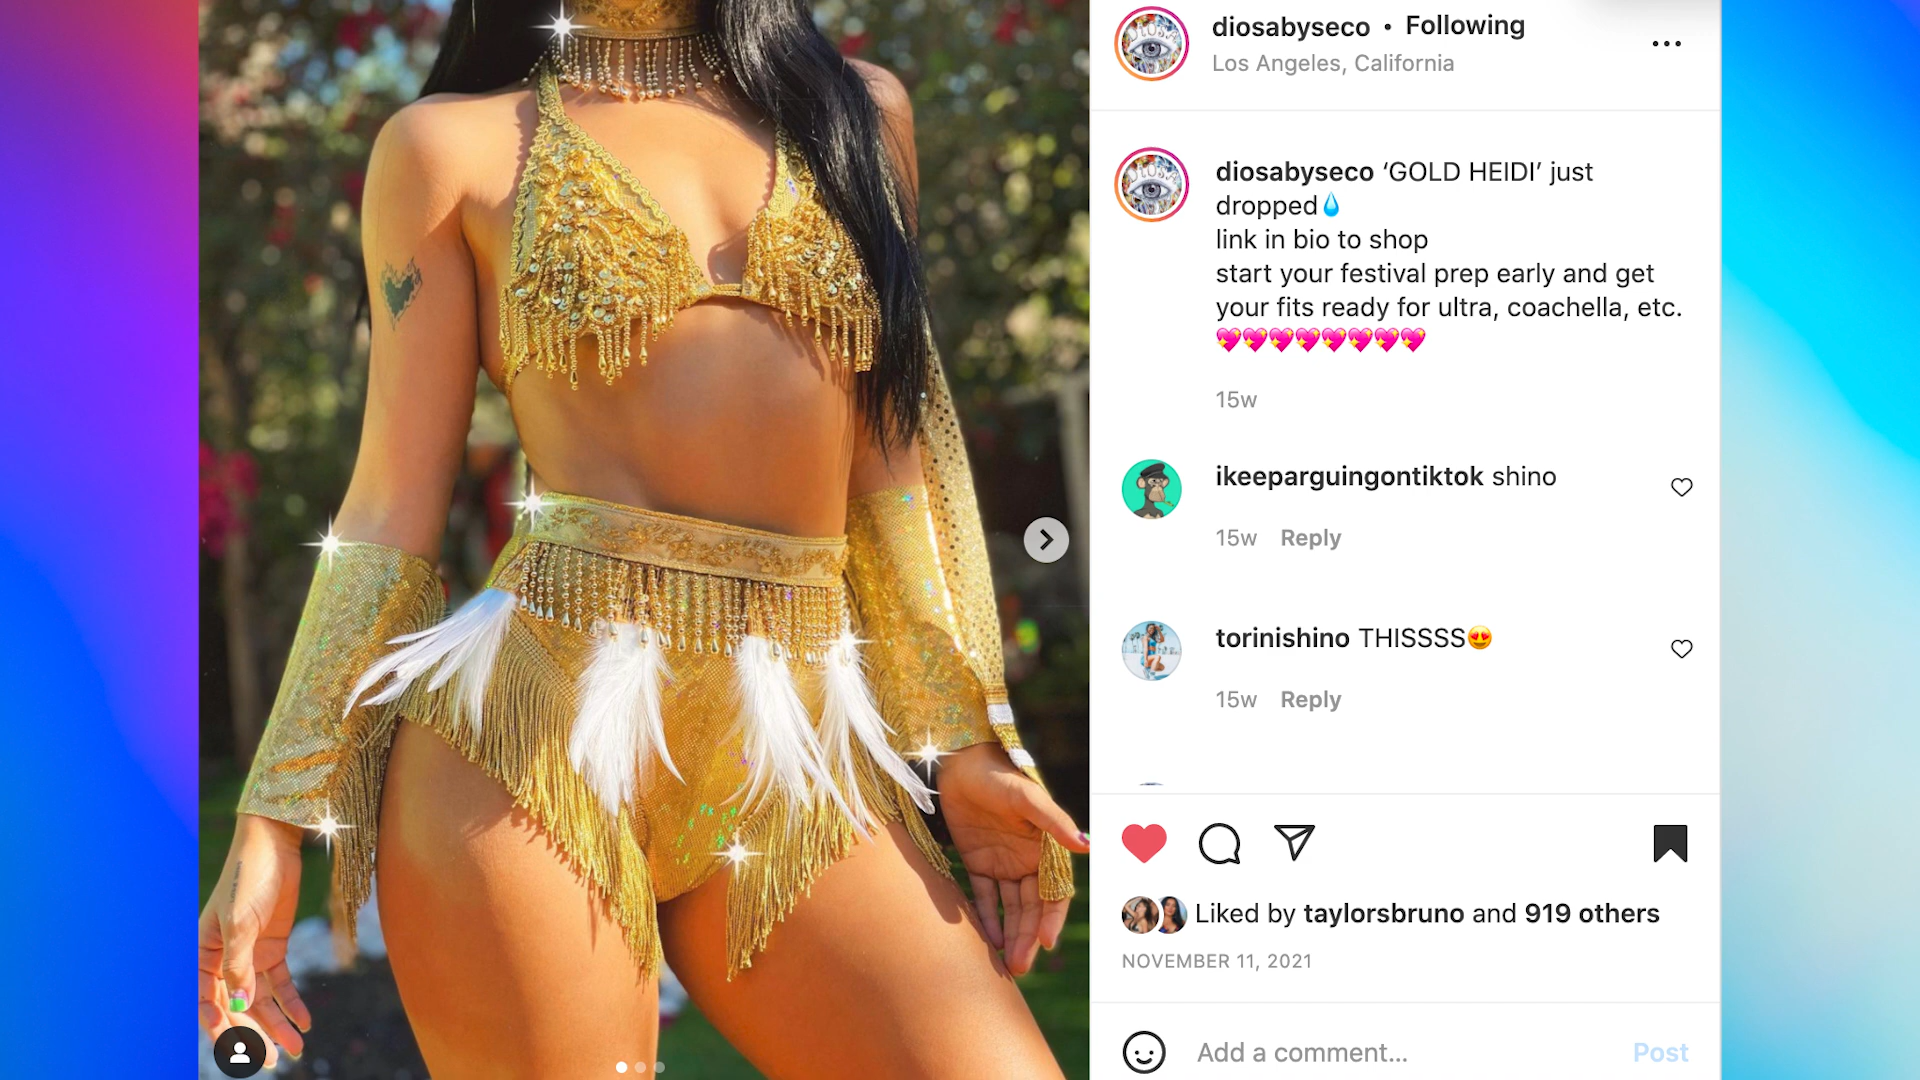 diosabyseco • Following
Los Angeles, California
diosabyseco ‘GOLD HEIDI’ just
dropped💧
link in bio to shop
start your festival prep early and get
your fits ready for ultra, coachella, etc.
💖💖💖💖💖💖💖💖
15w
ikeeparguingontiktok shino
15w Reply
torinishino THISSSS😍
15w Reply
Liked by taylorsbruno and 919 others
NOVEMBER 11, 2021
Add a comment... Post